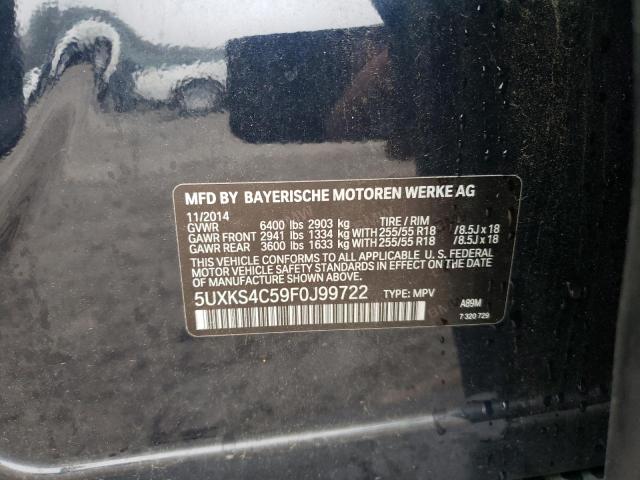 MFD BY BAYERISCHE MOTOREN WERKE AG
11/2014
GVWR 6400 lbs 2903 kg TIRE / RIM
GAWR FRONT 2941 lbs 1334 kg WITH 255/55 R18 /8.5J x 18
GAWR REAR 3600 lbs 1633 kg WITH 255/55 R18 /8.5J x 18
THIS VEHICLE CONFORMS TO ALL APPLICABLE U. S. FEDERAL
MOTOR VEHICLE SAFETY STANDARDS IN EFFECT ON THE DATE
OF MANUFACTURE SHOWN ABOVE.
5UXKS4C59F0J99722 TYPE: MPV
A89M
7 320 729